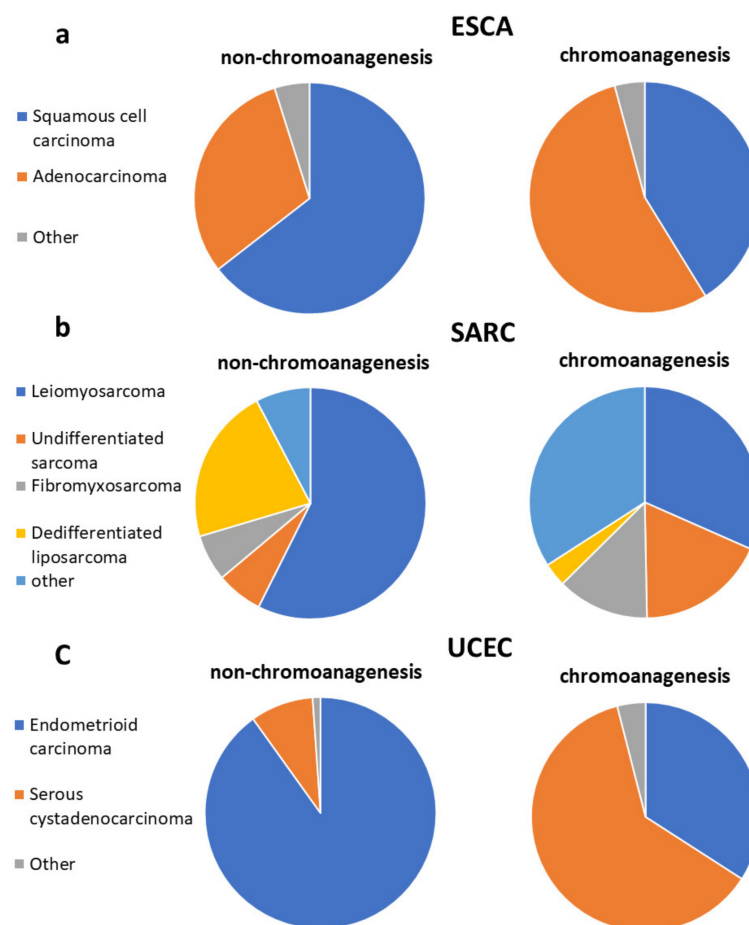 a
ESCA
non-chromoanagenesis
chromoanagenesis
Squamous cell
carcinoma
Adenocarcinoma
Other
b
SARC
non-chromoanagenesis
chromoanagenesis
Leiomyosarcoma
Undifferentiated
sarcoma
Fibromyxosarcoma
Dedifferentiated
liposarcoma
other
C
UCEC
non-chromoanagenesis
chromoanagenesis
Endometrioid
carcinoma
Serous
cystadenocarcinoma
Other